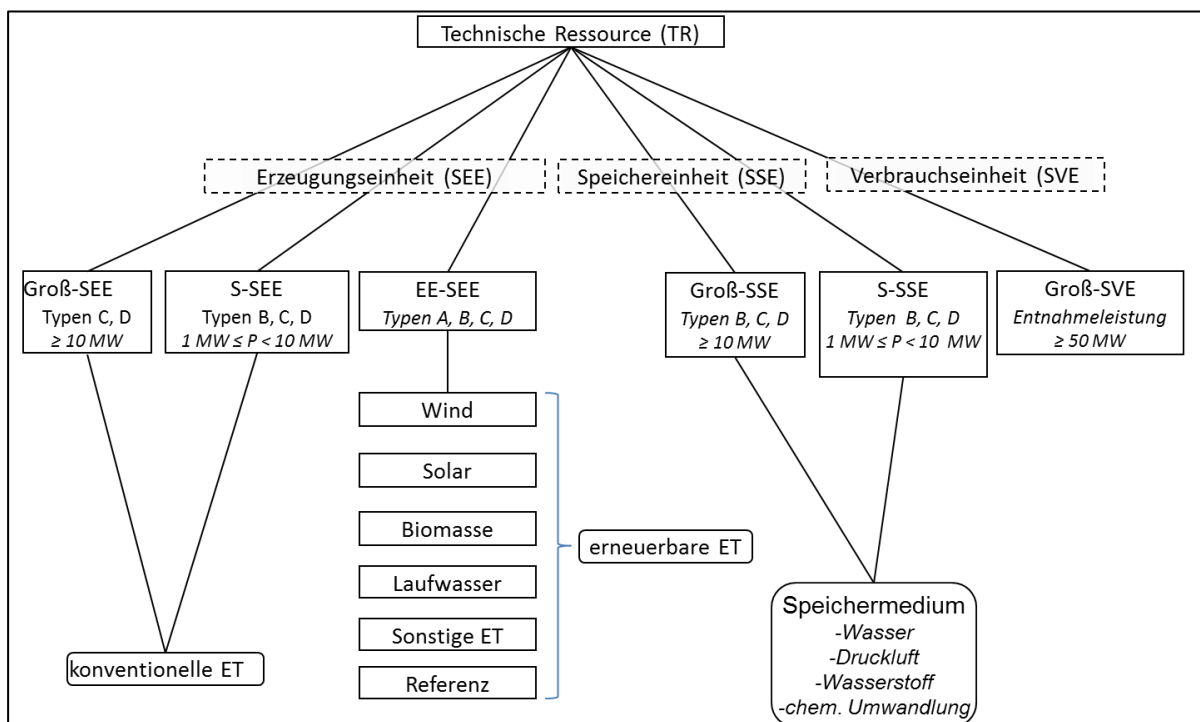 Technische Ressource (TR)
Erzeugungseinheit (SEE)
Speichereinheit (SSE)
Verbrauchseinheit (SVE
Groß-SEE
Typen C, D
≥ 10 MW
S-SEE
Typen B, C, D
1 MW ≤ P < 10 MW
EE-SEE
Typen A, B, C, D
Groß-SSE
Typen B, C, D
≥ 10 MW
S-SSE
Typen B, C, D
1 MW ≤ P < 10 MW
Groß-SVE
Entnahmeleistung
≥ 50 MW
Wind
Solar
Biomasse
Laufwasser
Sonstige ET
Referenz
erneuerbare ET
konventionelle ET
Speichermedium
-Wasser
-Druckluft
-Wasserstoff
-chem. Umwandlung